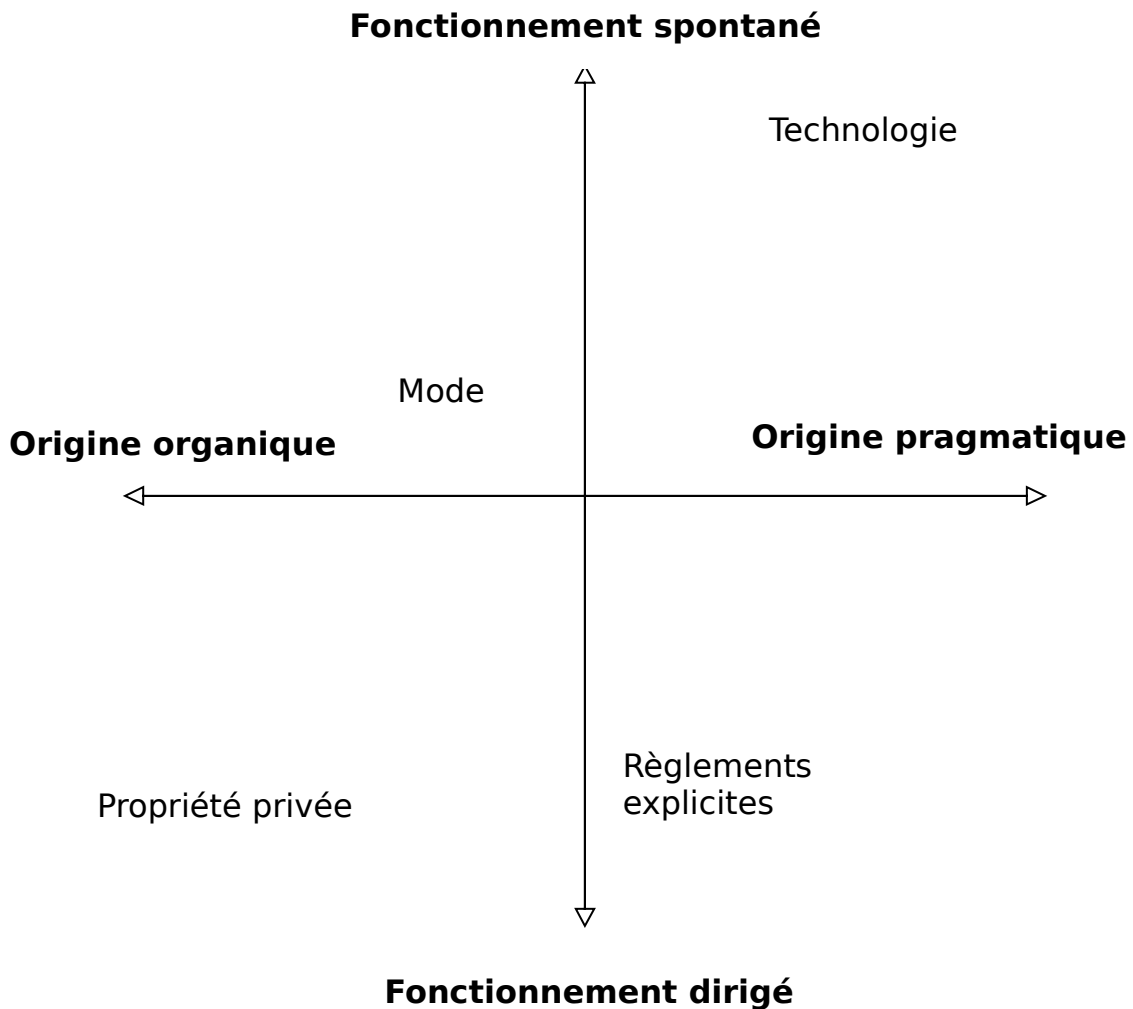 Fonctionnement spontané
Technologie
Mode
Origine organique
Origine pragmatique
Règlements
explicites
Propriété privée
Fonctionnement dirigé